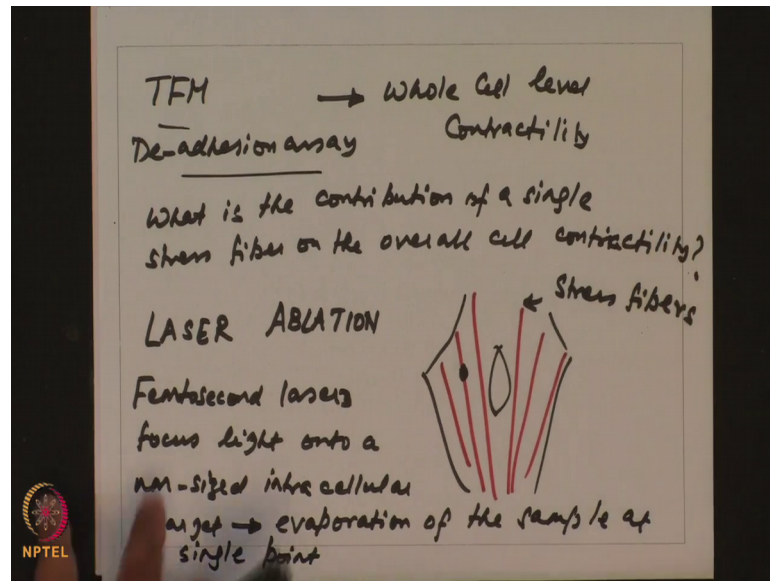 TFM → Whole Cell level
Contractility
De-adhesion assay
What is the contribution of a single
stress fiber on the overall cell contractility?
Stress fibers
LASER ABLATION
Femtosecond lasers
focus light onto a
nm-sized intracellular
arget → evaporation of the sample at
single point
NPTEL